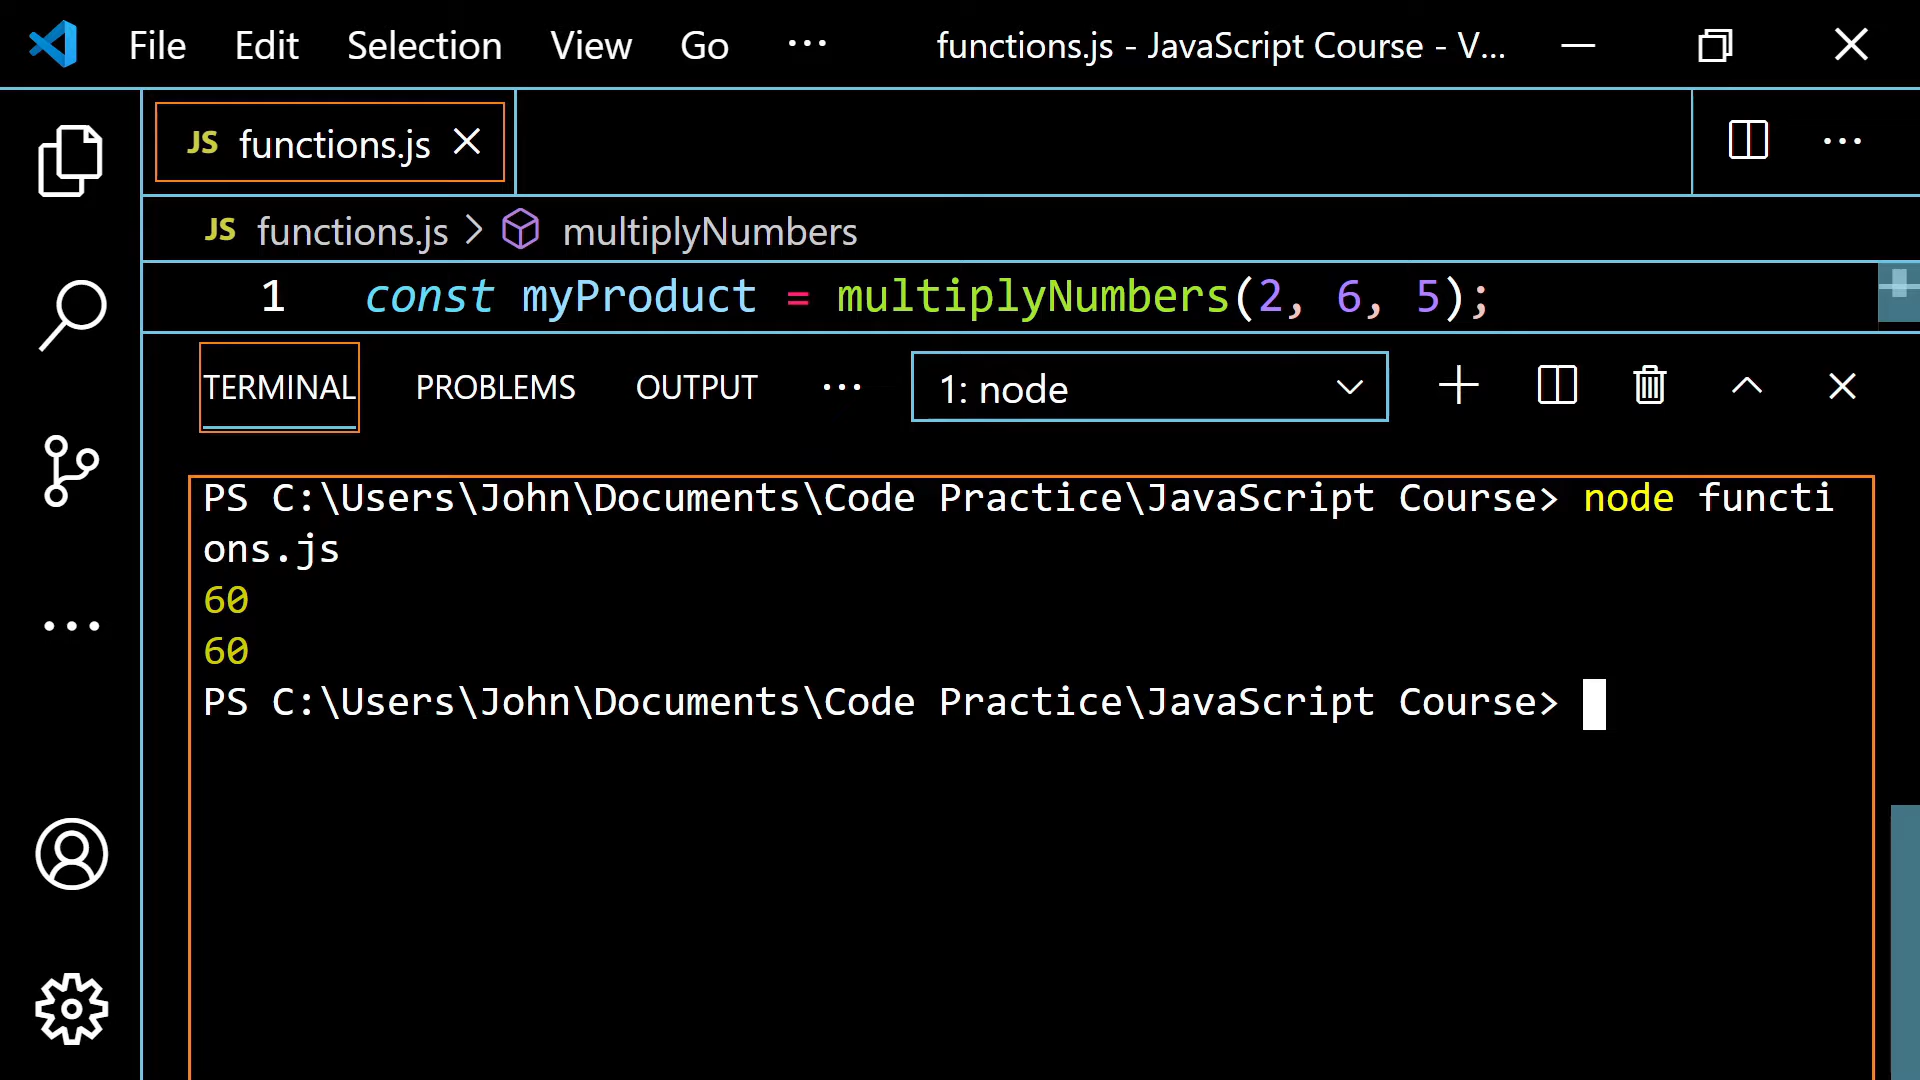 File Edit Selection View Go ··· functions.js - JavaScript Course - V...
JS functions.js
JS functions.js > multiplyNumbers
1 const myProduct = multiplyNumbers(2, 6, 5);
TERMINAL PROBLEMS OUTPUT ··· 1: node
PS C:\Users\John\Documents\Code Practice\JavaScript Course> node functi
ons.js
60
60
PS C:\Users\John\Documents\Code Practice\JavaScript Course>